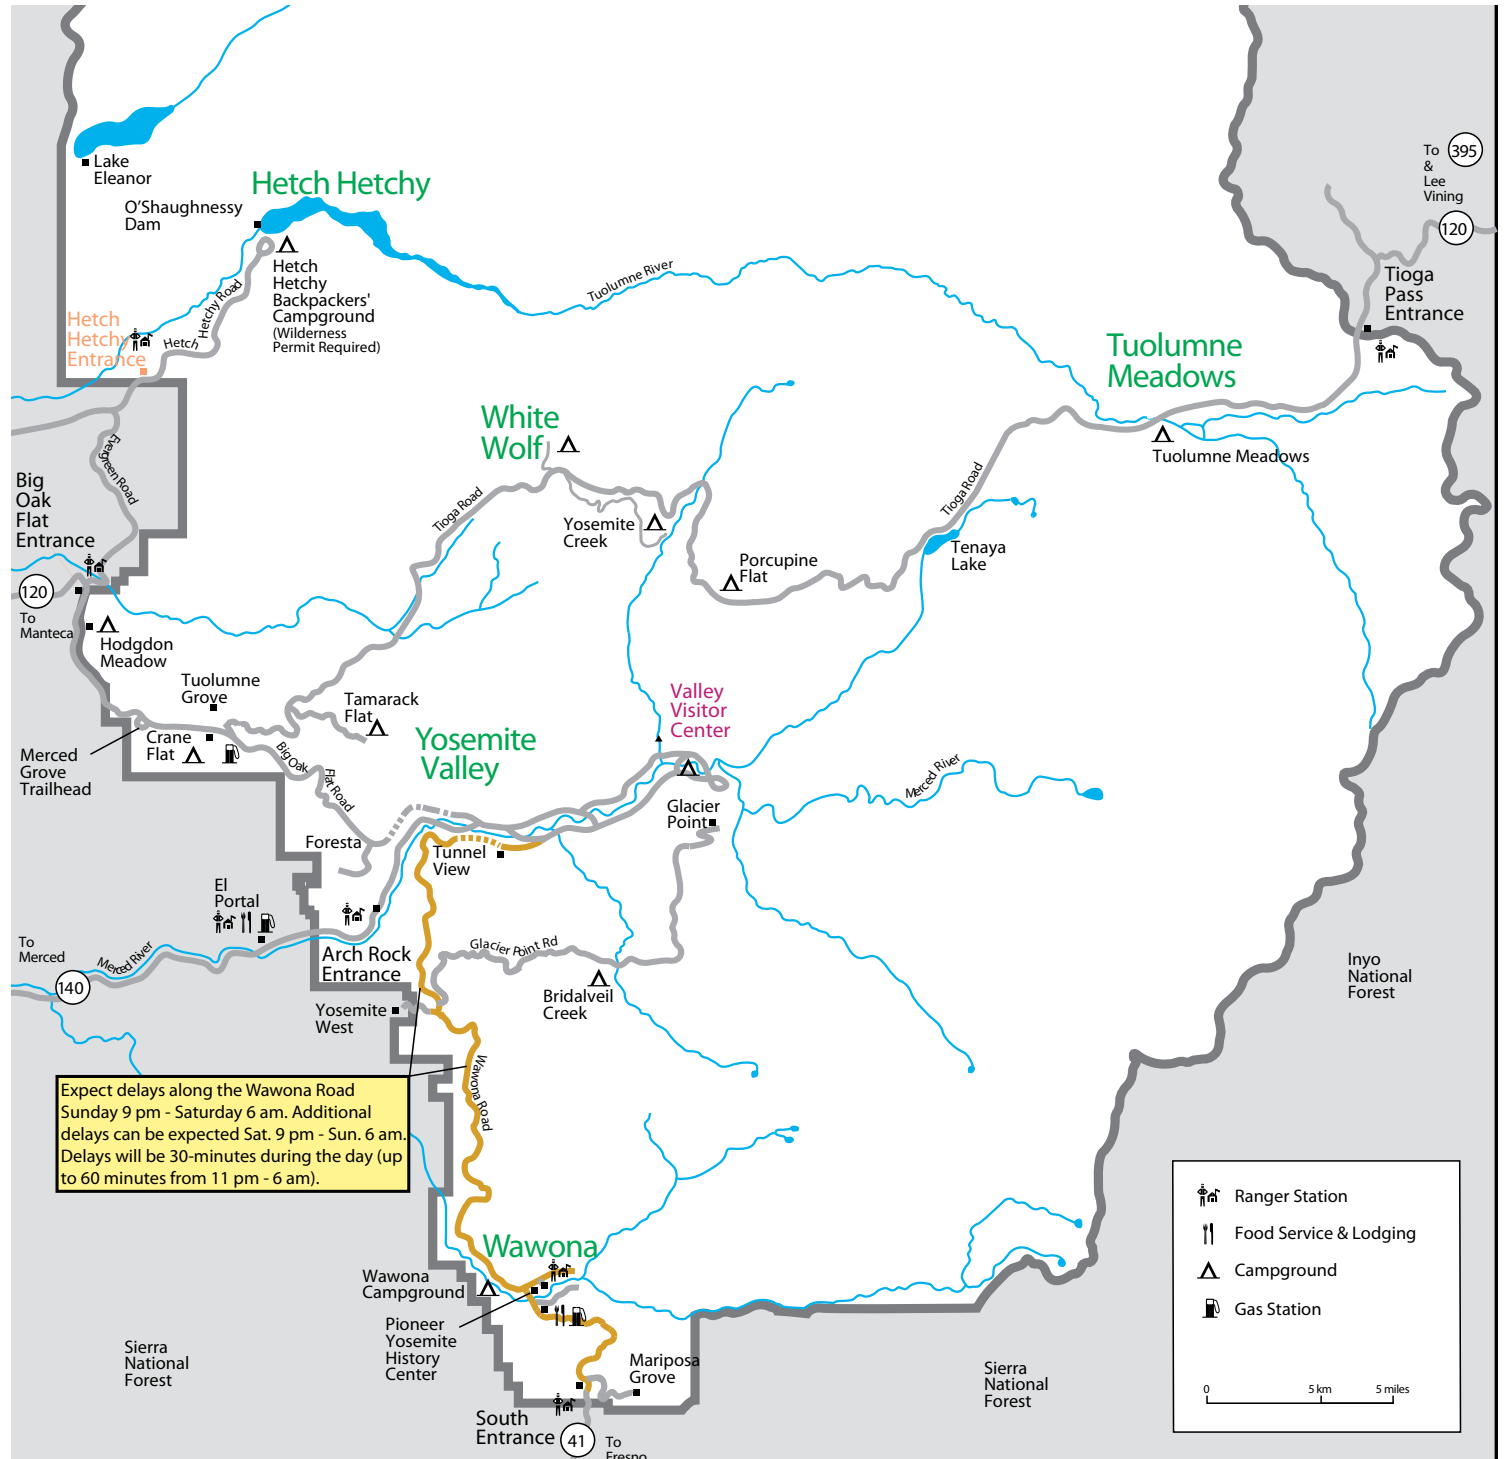 Lake
Eleanor
Hetch Hetchy
O'Shaughnessy
Dam
Hetch
Hetchy
Backpackers'
Campground
(Wilderness
Permit Required)
Hetch
Hetchy
Entrance
Hetch
Hetchy Road
Tuolumne River
To
&
Lee
Vining
395
120
Tioga
Pass
Entrance
Tuolumne
Meadows
Tuolumne Meadows
White
Wolf
Evergreen Road
Big
Oak
Flat
Entrance
Tioga Road
Tioga Road
Yosemite
Creek
Porcupine
Flat
Tenaya
Lake
120
To
Manteca
Hodgdon
Meadow
Tuolumne
Grove
Tamarack
Flat
Valley
Visitor
Center
Yosemite
Valley
Crane
Flat
Merced
Grove
Trailhead
Big Oak
Flat Road
Merced River
Glacier
Point
Foresta
Tunnel
View
El
Portal
To
Merced
Merced River
140
Arch Rock
Entrance
Glacier Point Rd
Bridalveil
Creek
Yosemite
West
Inyo
National
Forest
Wawona Road
Expect delays along the Wawona Road
Sunday 9 pm - Saturday 6 am. Additional
delays can be expected Sat. 9 pm - Sun. 6 am.
Delays will be 30-minutes during the day (up
to 60 minutes from 11 pm - 6 am).
Wawona
Wawona
Campground
Pioneer
Yosemite
History
Center
Sierra
National
Forest
Mariposa
Grove
South
Entrance
41
To
Fresno
Sierra
National
Forest
Ranger Station
Food Service & Lodging
Campground
Gas Station
0
5 km
5 miles